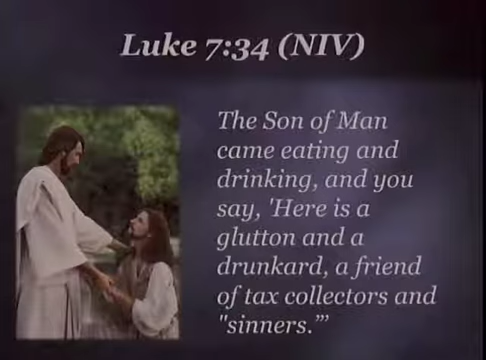 Luke 7:34 (NIV)
The Son of Man
came eating and
drinking, and you
say, 'Here is a
glutton and a
drunkard, a friend
of tax collectors and
"sinners.”’